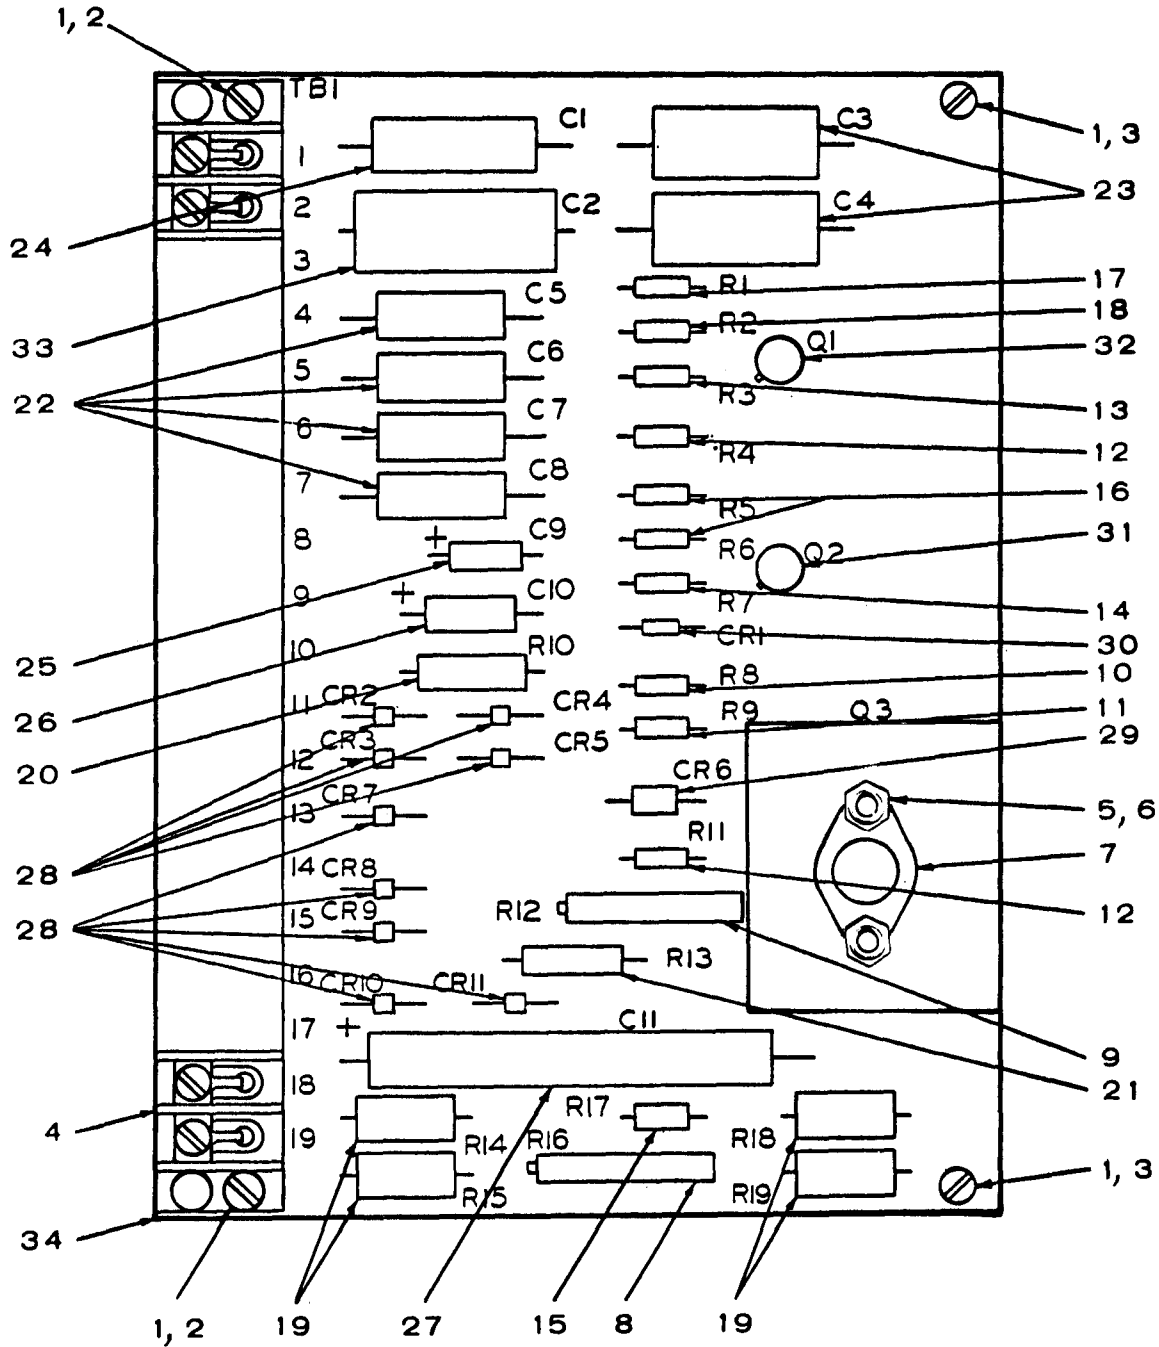 1, 2
TB1
C1
C3
1, 3
1
23
2
C2
C4
24
3
R1
17
C5
18
4
R2
Q1
33
32
C6
5
22
R3
13
C7
6
R4
12
C8
7
16
R5
8
C9
31
R6
Q2
9
C10
R7
14
10
R10
CR1
30
25
R8
10
11
CR2
CR4
R9
Q3
11
26
12
CR3
CR5
29
20
CR6
13
CR7
5, 6
R11
14
CR8
7
28
15
CR9
R12
12
28
R13
16
CR10
CR11
17
+
C11
9
18
21
R17
4
19
R14
R16
R18
R15
R19
1, 3
34
+
+
1, 2
19
27
15
8
19